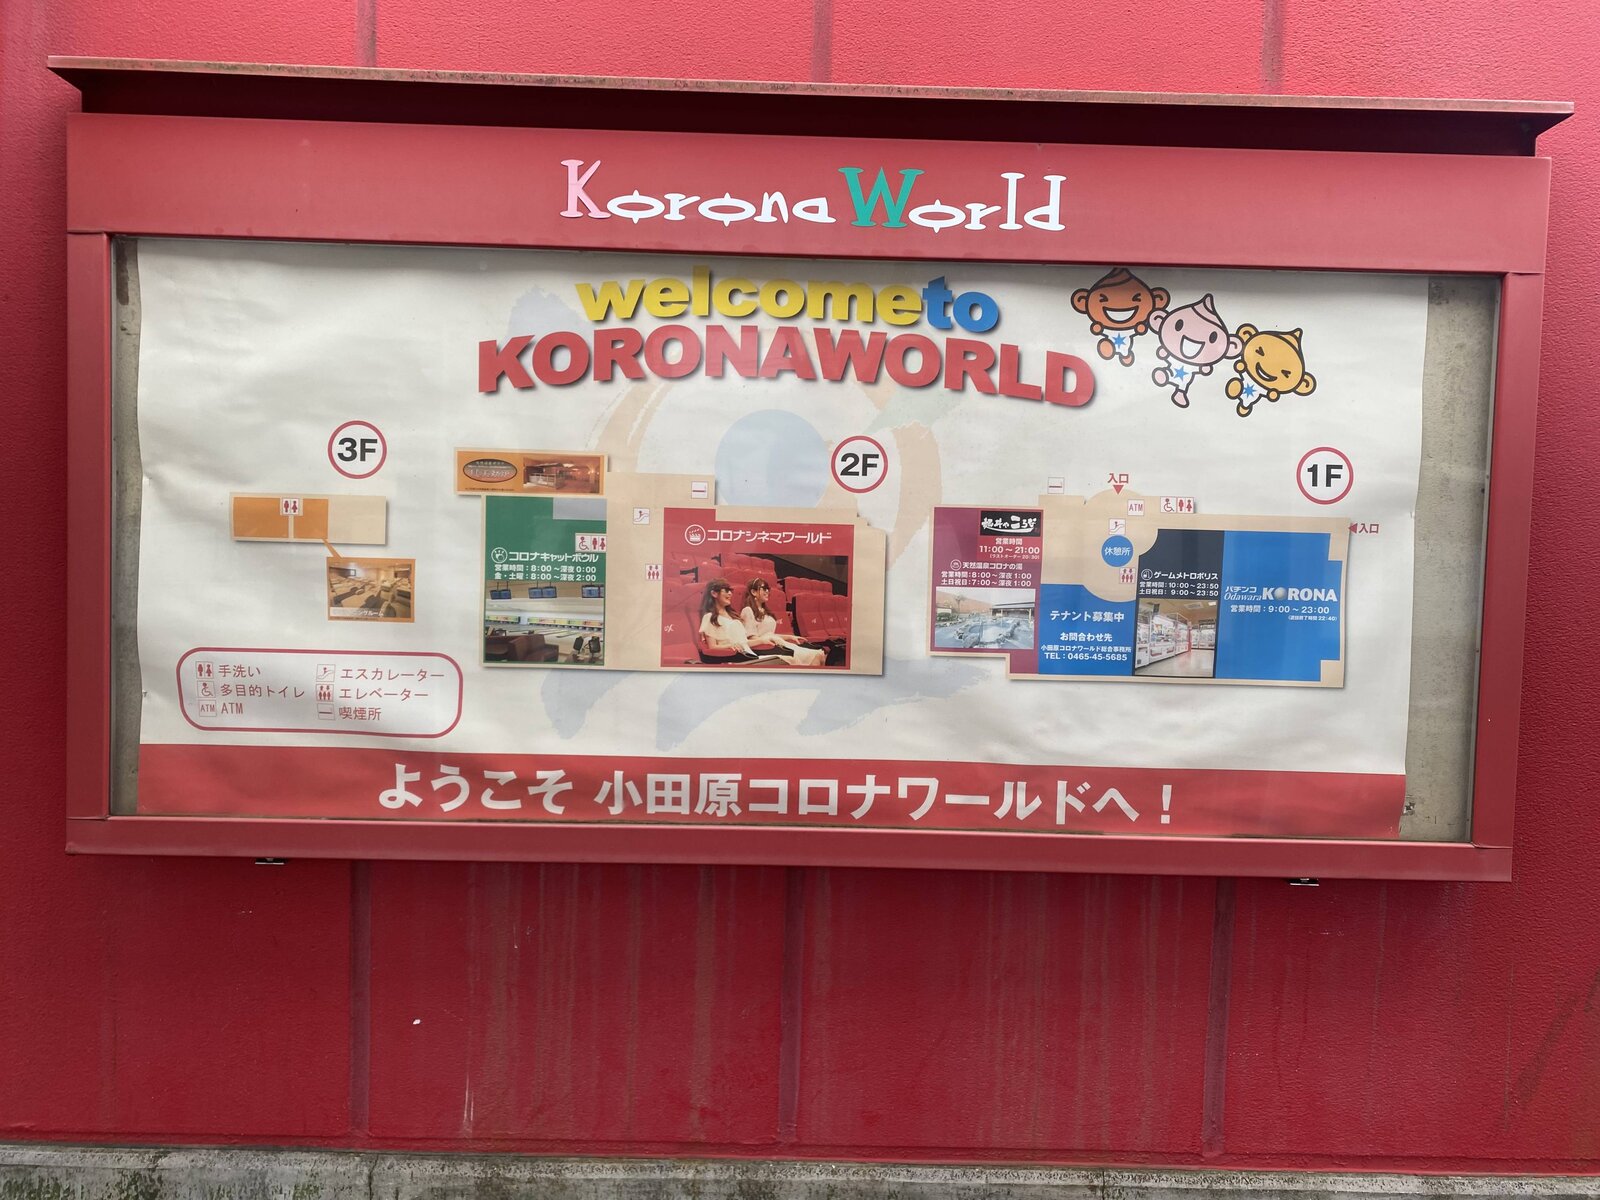 Korona World
welcome to
KORONAWORLD
3F
2F
1F
コロナキャットボウル
営業時間：8:00～深夜0:00
金・土曜：8:00～深夜2:00
コロナシネマワールド
入口
ATM
入口
営業時間
11:00～21:00
(ラストオーダー20:30)
天然温泉コロナの湯
営業時間：8:00～深夜1:00
土日祝日：7:00～深夜1:00
休憩所
テナント募集中
お問合わせ先
小田原コロナワールド総合事務所
TEL：0465-45-5685
ゲームメトロポリス
営業時間：10:00～23:50
土日祝日：9:00～23:50
パチンコ
Odawara KORONA
営業時間：9:00～23:00
手洗い
多目的トイレ
ATM ATM
エスカレーター
エレベーター
喫煙所
ようこそ 小田原コロナワールドへ！